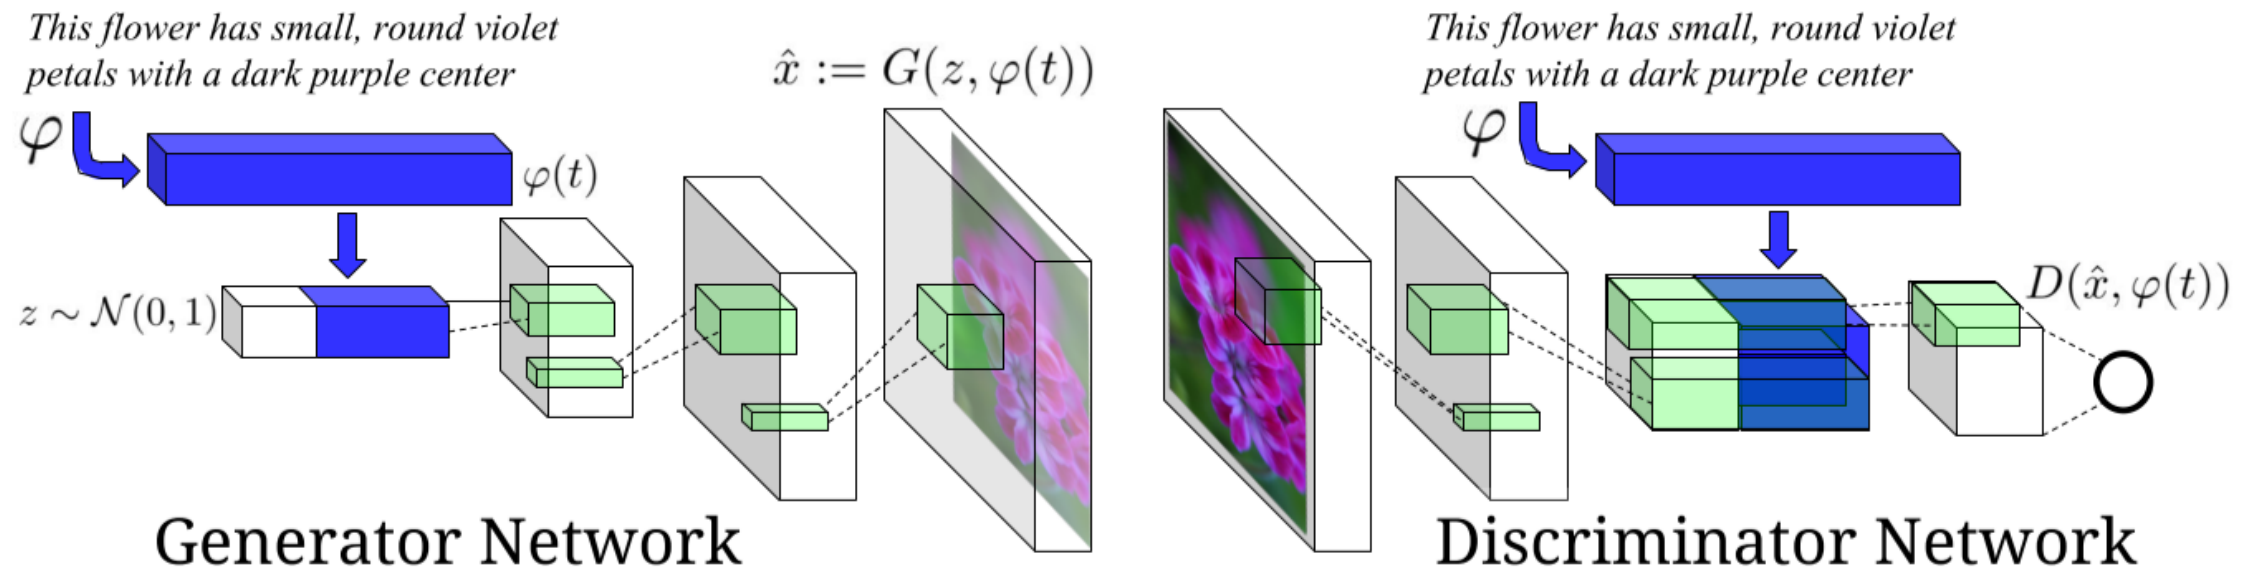 This flower has small, round violet
petals with a dark purple center
φ
φ(t)
z ∼ 𝒩(0, 1)
x̂ := G(z, φ(t))
Generator Network
This flower has small, round violet
petals with a dark purple center
φ
D(x̂, φ(t))
Discriminator Network